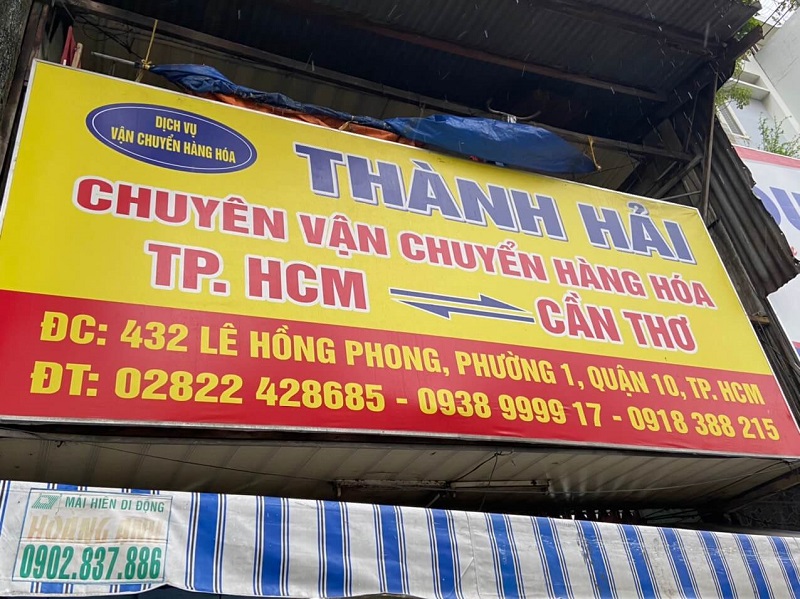 DỊCH VỤ
VẬN CHUYỂN HÀNG HÓA
THÀNH HẢI
CHUYÊN VẬN CHUYỂN HÀNG HÓA
TP. HCM CẦN THƠ
ĐC: 432 LÊ HỒNG PHONG, PHƯỜNG 1, QUẬN 10, TP. HCM
ĐT: 02822 428685 - 0938 9999 17 - 0918 388 215
MÁI HIÊN DI ĐỘNG
0902.837.886